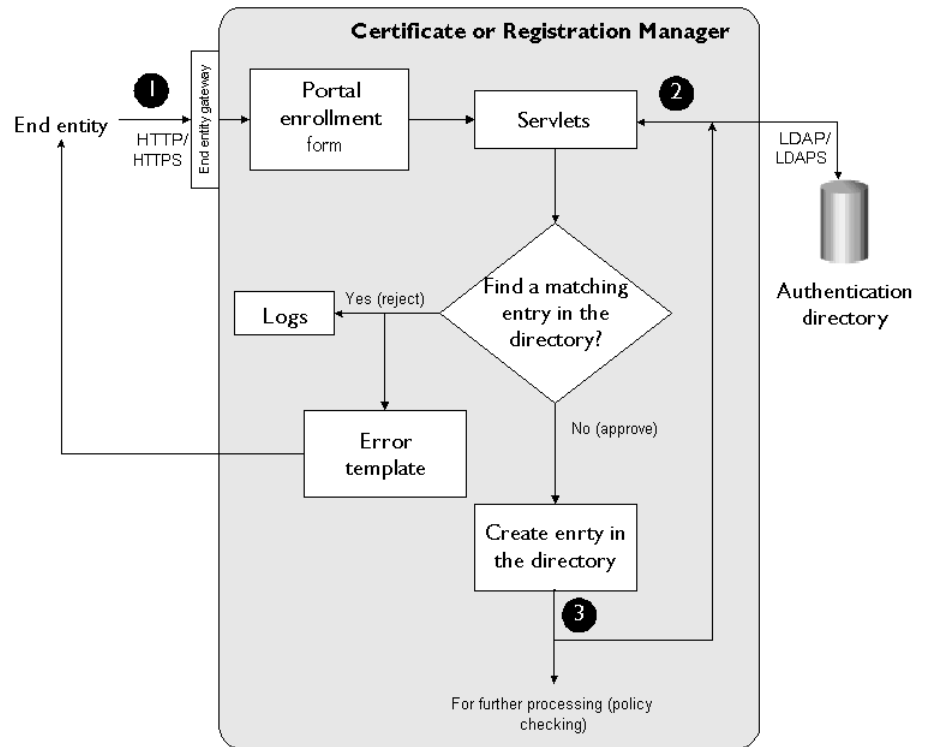 Certificate or Registration Manager
1
End entity
HTTP/
HTTPS
End entity gateway
Portal
enrollment
form
Servlets
2
LDAP/
LDAPS
Authentication
directory
Find a matching
entry in the
directory?
Yes (reject)
Logs
Error
template
No (approve)
Create enrty in
the directory
3
For further processing (policy
checking)